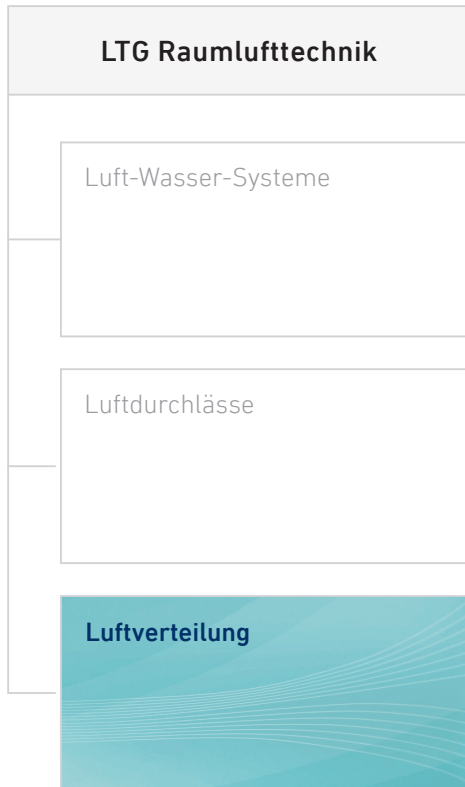 LTG Raumlufttechnik
Luft-Wasser-Systeme
Luftdurchlässe
Luftverteilung